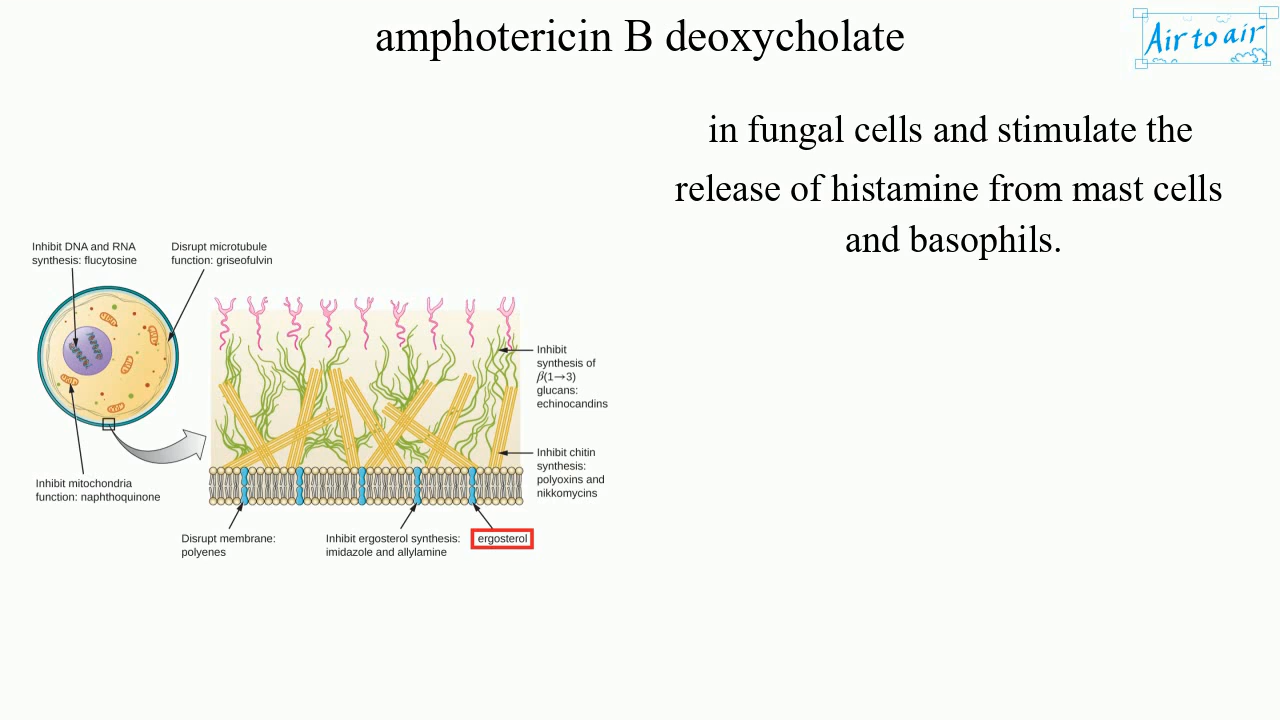 amphotericin B deoxycholate
Air to air
in fungal cells and stimulate the
release of histamine from mast cells
and basophils.
Inhibit DNA and RNA
synthesis: flucytosine
Disrupt microtubule
function: griseofulvin
Inhibit
synthesis of
β(1→3)
glucans:
echinocandins
Inhibit chitin
synthesis:
polyoxins and
nikkomycins
Inhibit mitochondria
function: naphthoquinone
Disrupt membrane:
polyenes
Inhibit ergosterol synthesis:
imidazole and allylamine
ergosterol